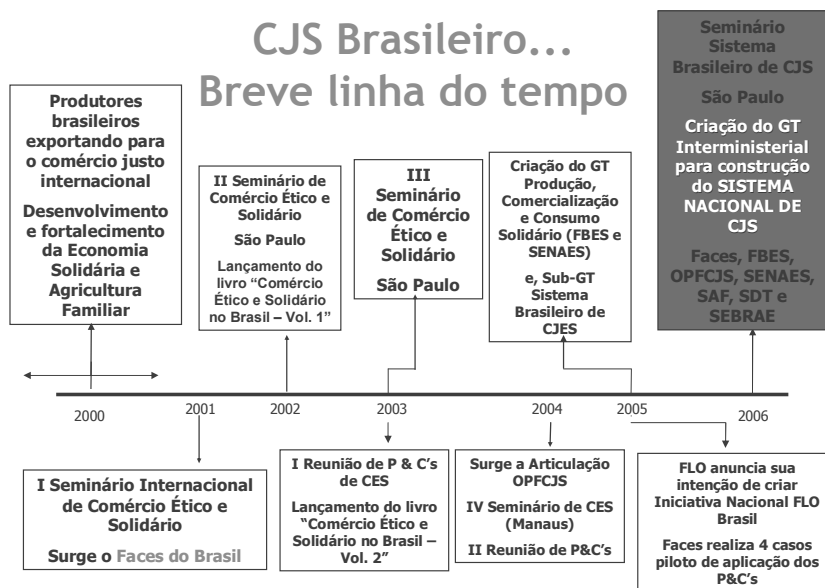 CJS Brasileiro...
Breve linha do tempo
Produtores
brasileiros
exportando para
o comércio justo
internacional
Desenvolvimento
e fortalecimento
da Economia
Solidária e
Agricultura
Familiar
II Seminário de
Comércio Ético e
Solidário
São Paulo
Lançamento do
livro “Comércio
Ético e Solidário
no Brasil – Vol. 1”
III
Seminário
de Comércio
Ético e
Solidário
São Paulo
Criação do GT
Produção,
Comercialização
e Consumo
Solidário (FBES e
SENAES)
e, Sub-GT
Sistema
Brasileiro de
CJES
Seminário
Sistema
Brasileiro de CJS
São Paulo
Criação do GT
Interministerial
para construção
do SISTEMA
NACIONAL DE
CJS
Faces, FBES,
OPFCJS, SENAES,
SAF, SDT e
SEBRAE
2000
2001
2002
2003
2004
2005
2006
I Seminário Internacional
de Comércio Ético e
Solidário
Surge o Faces do Brasil
I Reunião de P & C’s
de CES
Lançamento do livro
“Comércio Ético e
Solidário no Brasil –
Vol. 2”
Surge a Articulação
OPFCJS
IV Seminário de CES
(Manaus)
II Reunião de P&C’s
FLO anuncia sua
intenção de criar
Iniciativa Nacional FLO
Brasil
Faces realiza 4 casos
piloto de aplicação dos
P&C’s